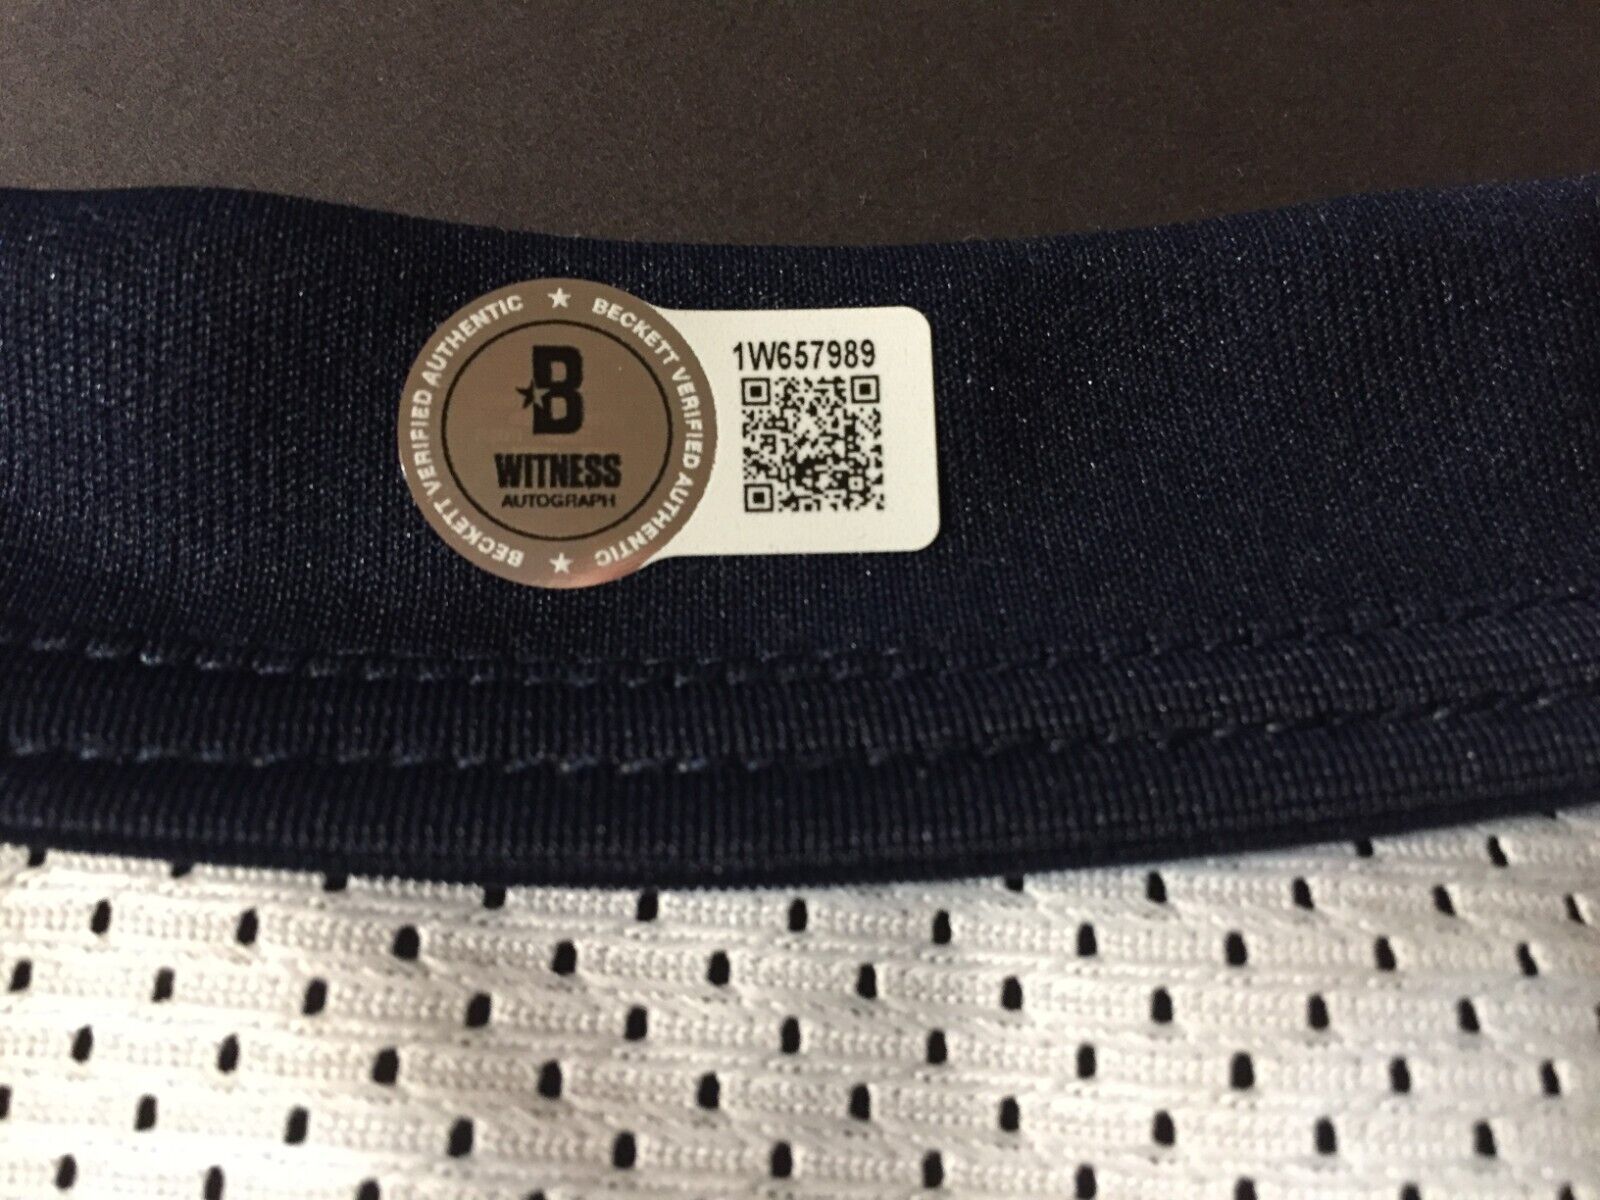 BECKETT VERIFIED AUTHENTIC ★ BECKETT VERIFIED AUTHENTIC ★
B
WITNESS
AUTOGRAPH
1W657989